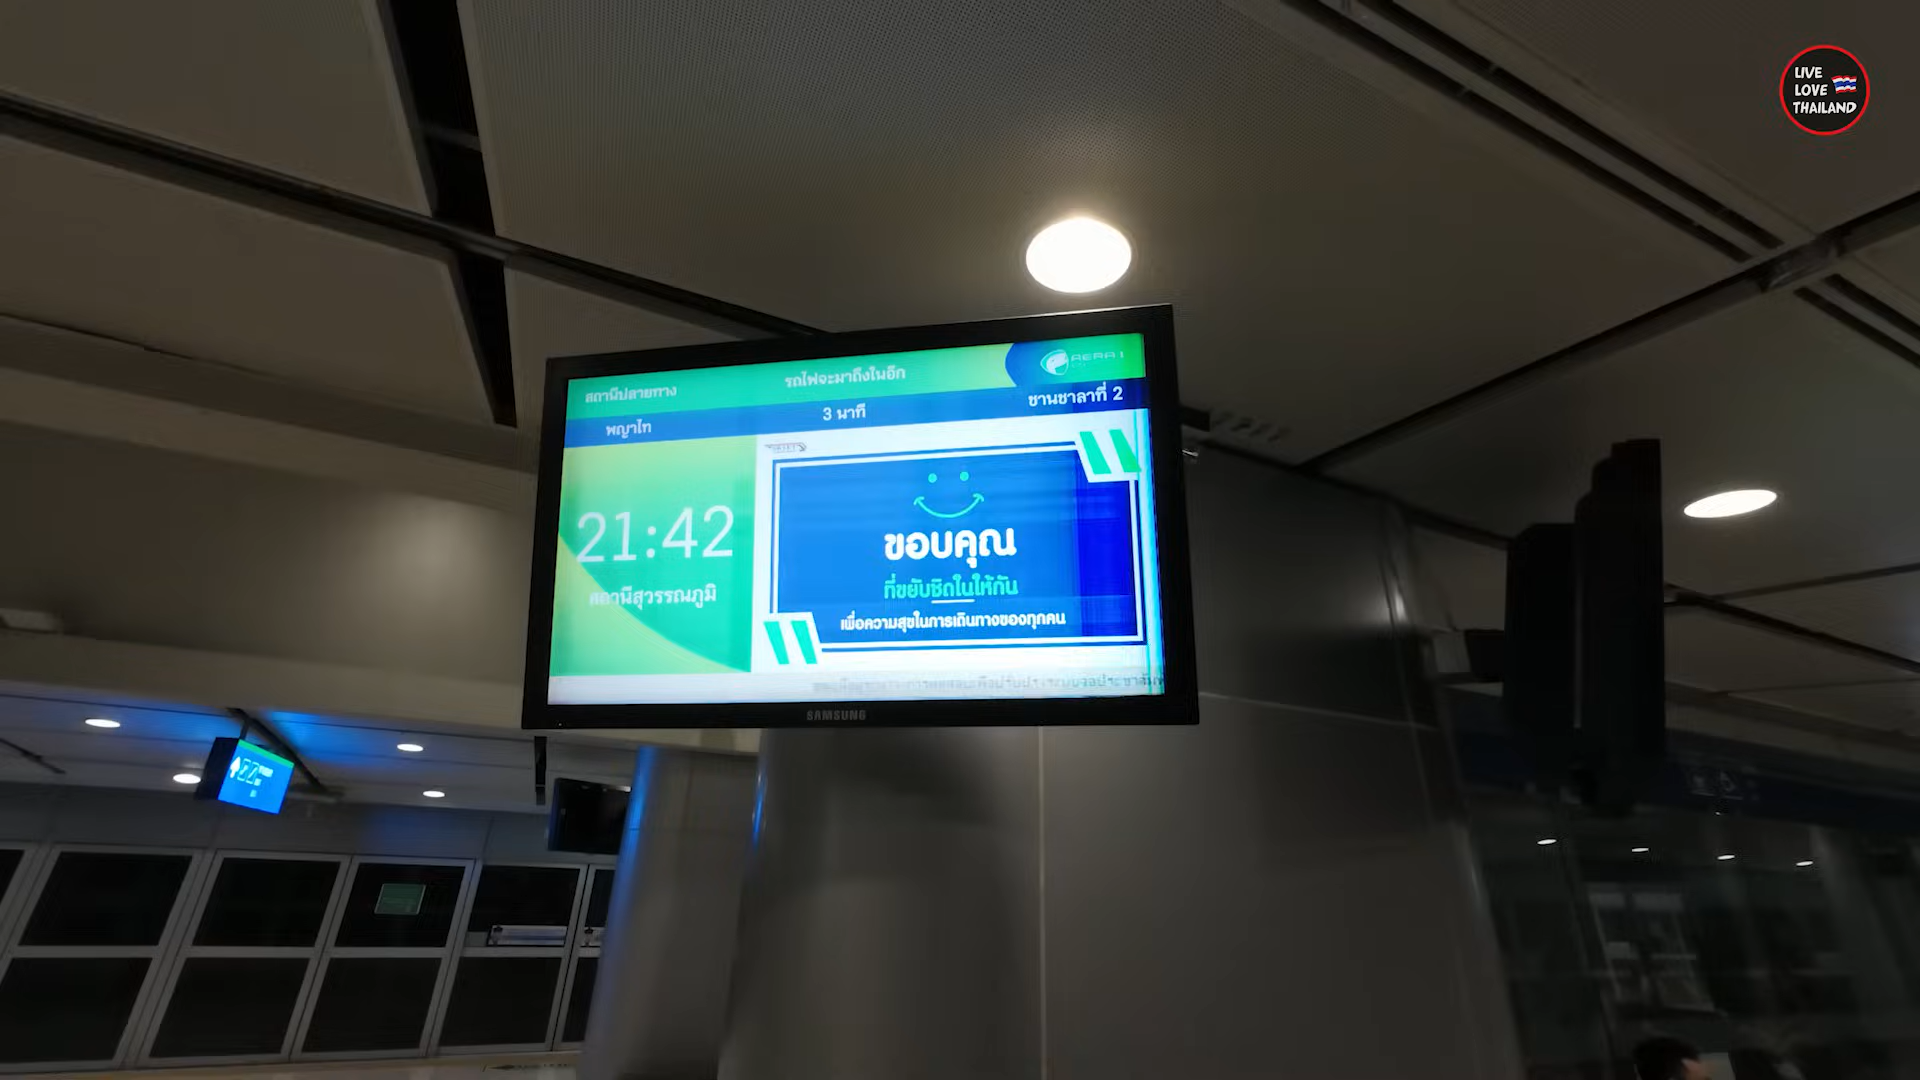 LIVE
LOVE
THAILAND
สถานีปลายทาง
รถไฟจะมาถึงในอีก
AERA1
พญาไท
3 นาที
ชานชาลาที่ 2
21:42
สถานีสุวรรณภูมิ
ขอบคุณ
ที่ขยับชิดในให้กัน
เพื่อความสุขในการเดินทางของทุกคน
SAMSUNG